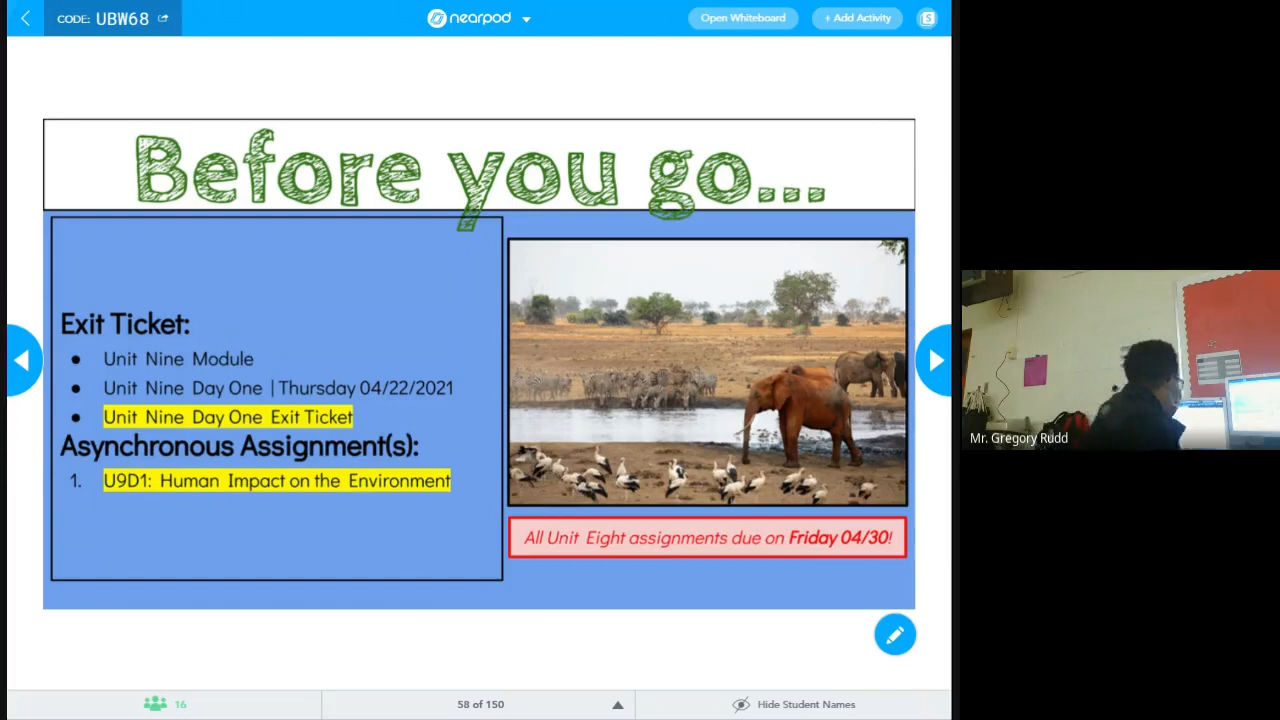 CODE: UBW68
nearpod
Open Whiteboard
+ Add Activity
S
Before you go...
Exit Ticket:
● Unit Nine Module
● Unit Nine Day One | Thursday 04/22/2021
● Unit Nine Day One Exit Ticket
Asynchronous Assignment(s):
1. U9D1: Human Impact on the Environment
All Unit Eight assignments due on Friday 04/30!
Mr. Gregory Rudd
16
58 of 150
Hide Student Names